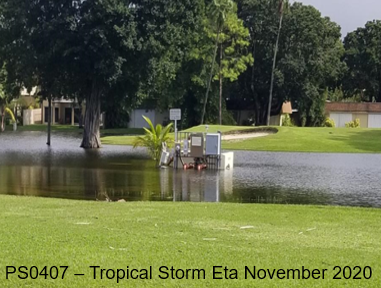 PS0407 – Tropical Storm Eta November 2020